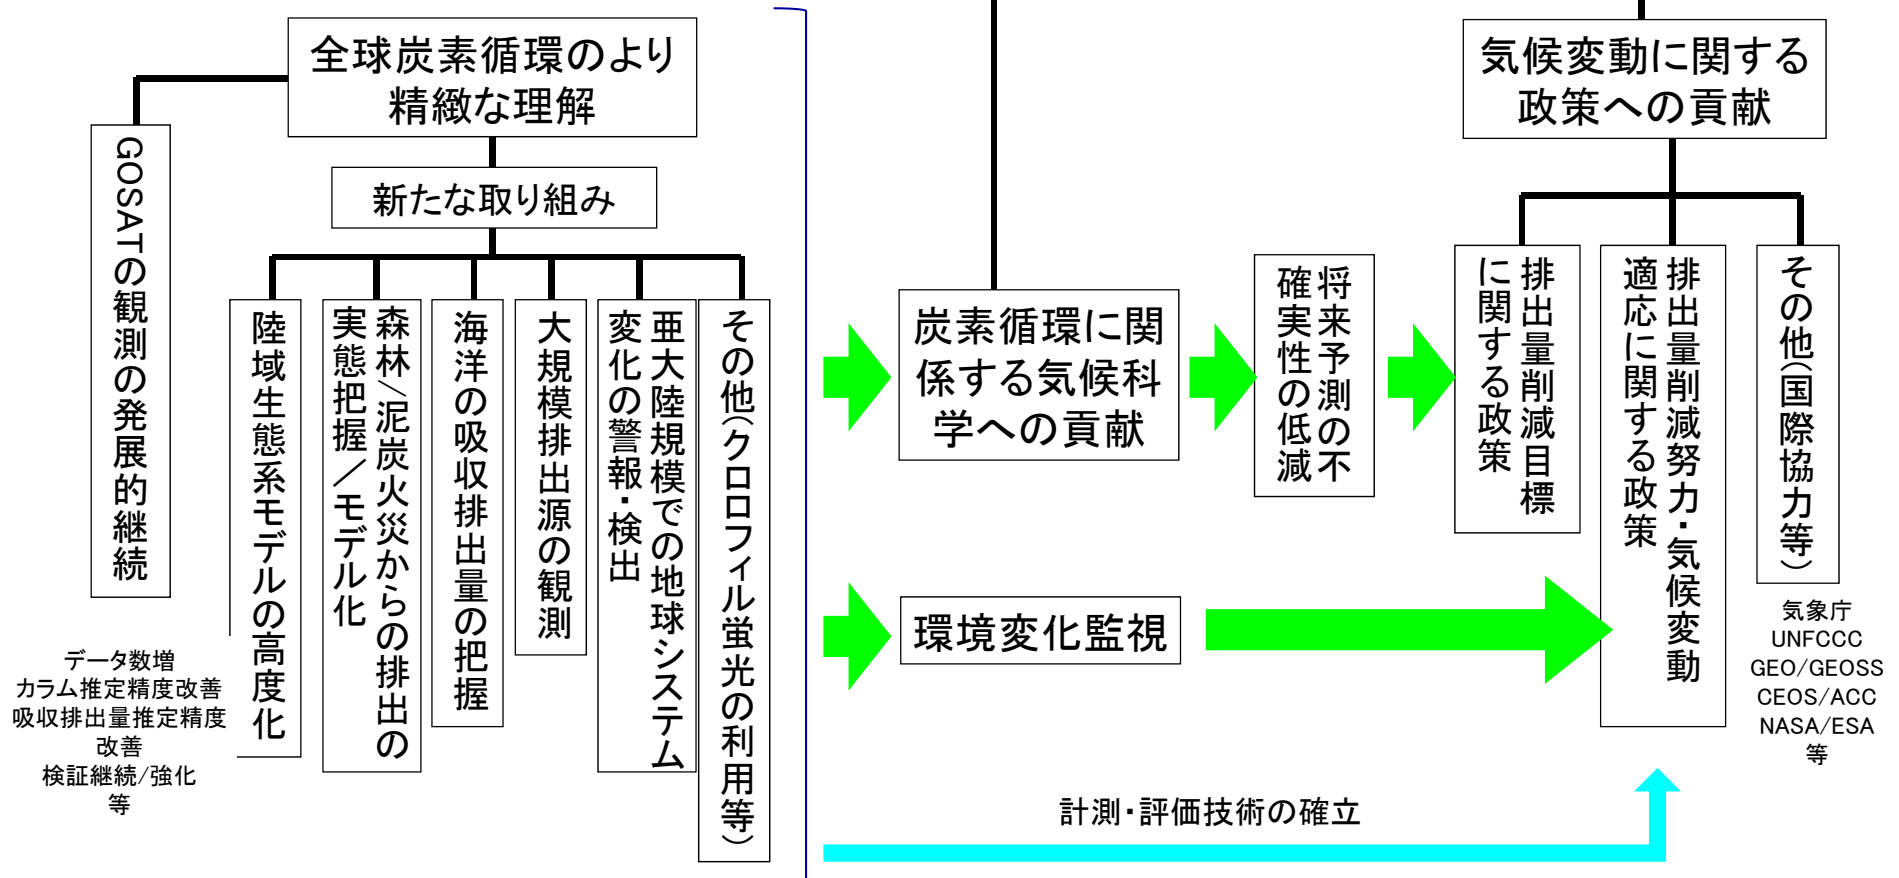 全球炭素循環のより
精緻な理解
GOSATの観測の発展的継続
データ数増
カラム推定精度改善
吸収排出量推定精度
改善
検証継続/強化
等
新たな取り組み
陸域生態系モデルの高度化
森林/泥炭火災からの排出の
実態把握/モデル化
海洋の吸収排出量の把握
大規模排出源の観測
亜大陸規模での地球システム
変化の警報・検出
その他(クロロフィル蛍光の利用等)
炭素循環に関
係する気候科
学への貢献
将来予測の不
確実性の低減
環境変化監視
計測・評価技術の確立
気候変動に関する
政策への貢献
排出量削減目標
に関する政策
排出量削減努力・気候変動
適応に関する政策
その他(国際協力等)
気象庁
UNFCCC
GEO/GEOSS
CEOS/ACC
NASA/ESA
等